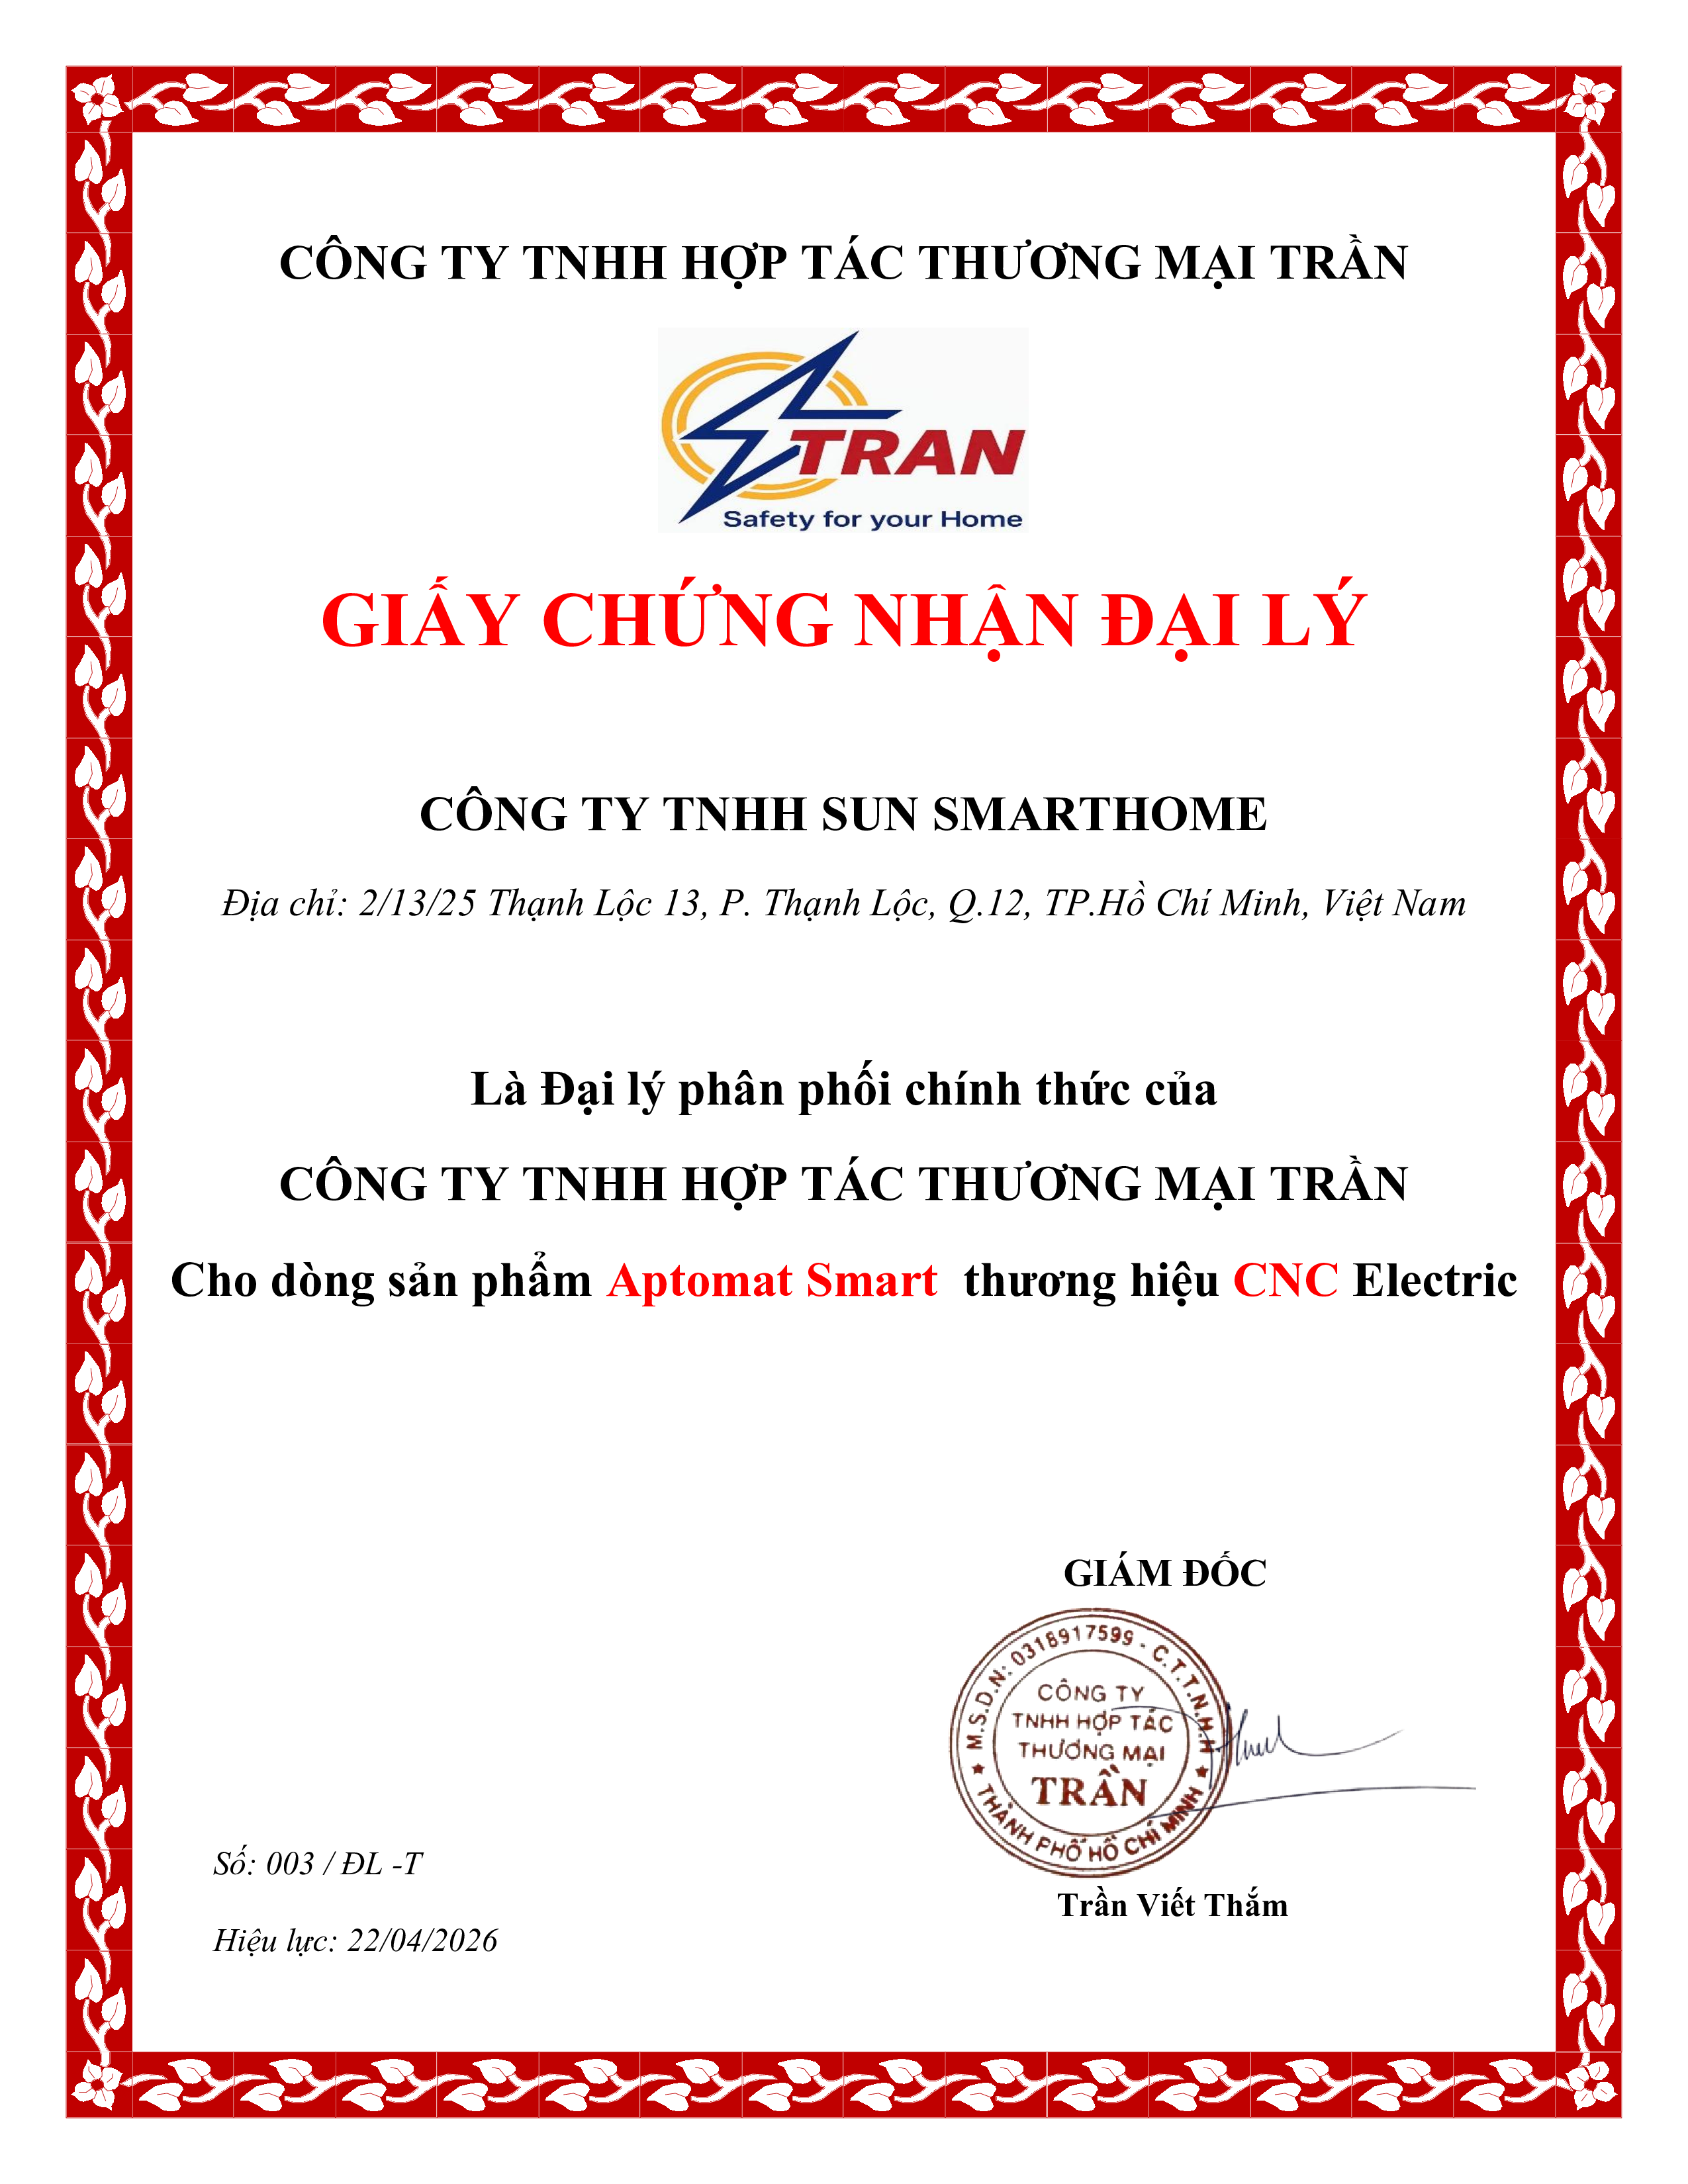 CÔNG TY TNHH HỢP TÁC THƯƠNG MẠI TRẦN
TRAN
Safety for your Home
GIẤY CHỨNG NHẬN ĐẠI LÝ
CÔNG TY TNHH SUN SMARTHOME
Địa chỉ: 2/13/25 Thạnh Lộc 13, P. Thạnh Lộc, Q.12, TP.Hồ Chí Minh, Việt Nam
Là Đại lý phân phối chính thức của
CÔNG TY TNHH HỢP TÁC THƯƠNG MẠI TRẦN
Cho dòng sản phẩm Aptomat Smart thương hiệu CNC Electric
GIÁM ĐỐC
M.S.D.N: 0318917599 - C.T.T.N.H.H
CÔNG TY
TNHH HỢP TÁC
THƯƠNG MẠI
TRẦN
★ THÀNH PHỐ HỒ CHÍ MINH ★
Trần Viết Thắm
Số: 003 / ĐL -T
Hiệu lực: 22/04/2026